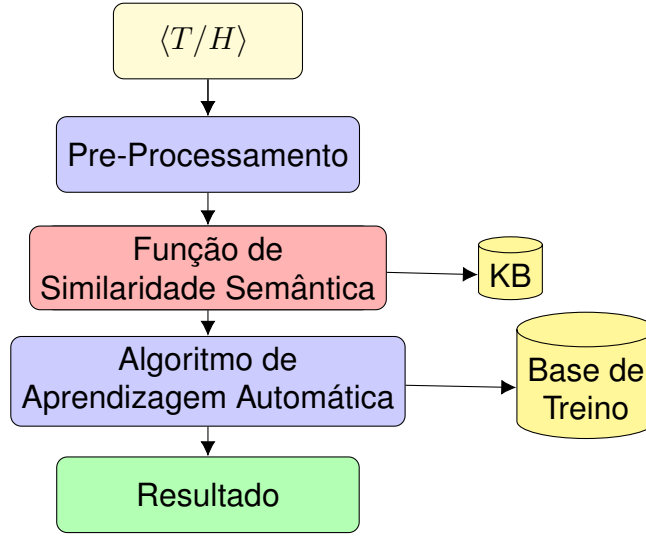 ⟨T/H⟩
Pre-Processamento
Função de
Similaridade Semântica
KB
Algoritmo de
Aprendizagem Automática
Base de
Treino
Resultado